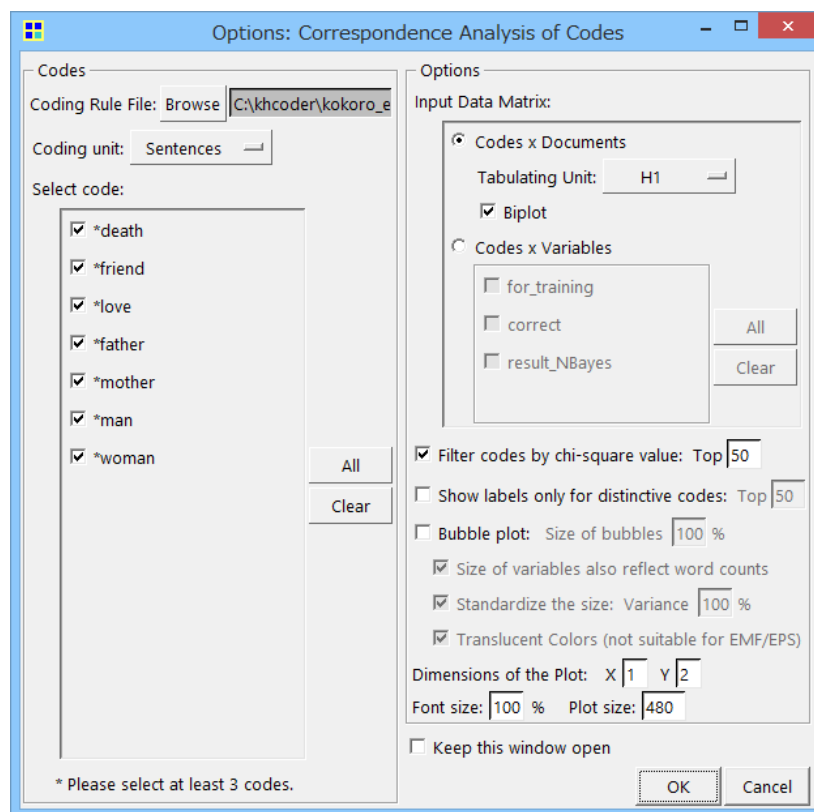 Options: Correspondence Analysis of Codes
Codes
Coding Rule File: Browse C:\khcoder\kokoro_e
Coding unit: Sentences
Select code:
*death
*friend
*love
*father
*mother
*man
*woman
All
Clear
* Please select at least 3 codes.
Options
Input Data Matrix:
Codes x Documents
Tabulating Unit: H1
Biplot
Codes x Variables
for_training
correct
result_NBayes
All
Clear
Filter codes by chi-square value: Top 50
Show labels only for distinctive codes: Top 50
Bubble plot: Size of bubbles 100 %
Size of variables also reflect word counts
Standardize the size: Variance 100 %
Translucent Colors (not suitable for EMF/EPS)
Dimensions of the Plot: X 1 Y 2
Font size: 100 % Plot size: 480
Keep this window open
OK Cancel